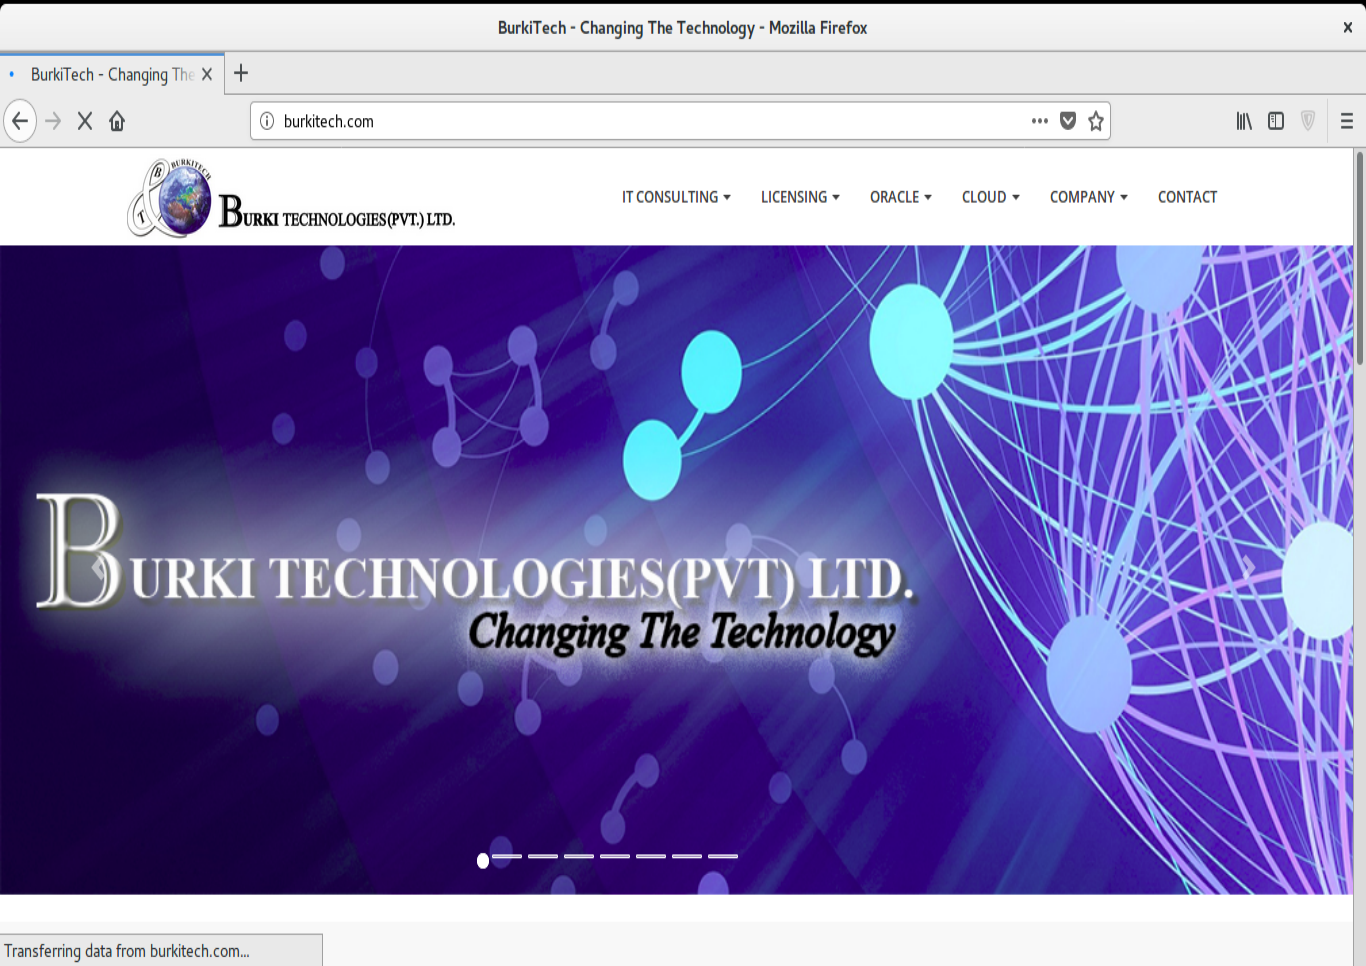 BurkiTech - Changing The Technology - Mozilla Firefox
BurkiTech - Changing The
burkitech.com
B
BURKITECH
T
BURKI TECHNOLOGIES(PVT.) LTD.
IT CONSULTING
LICENSING
ORACLE
CLOUD
COMPANY
CONTACT
BURKI TECHNOLOGIES(PVT) LTD.
Changing The Technology
Transferring data from burkitech.com...